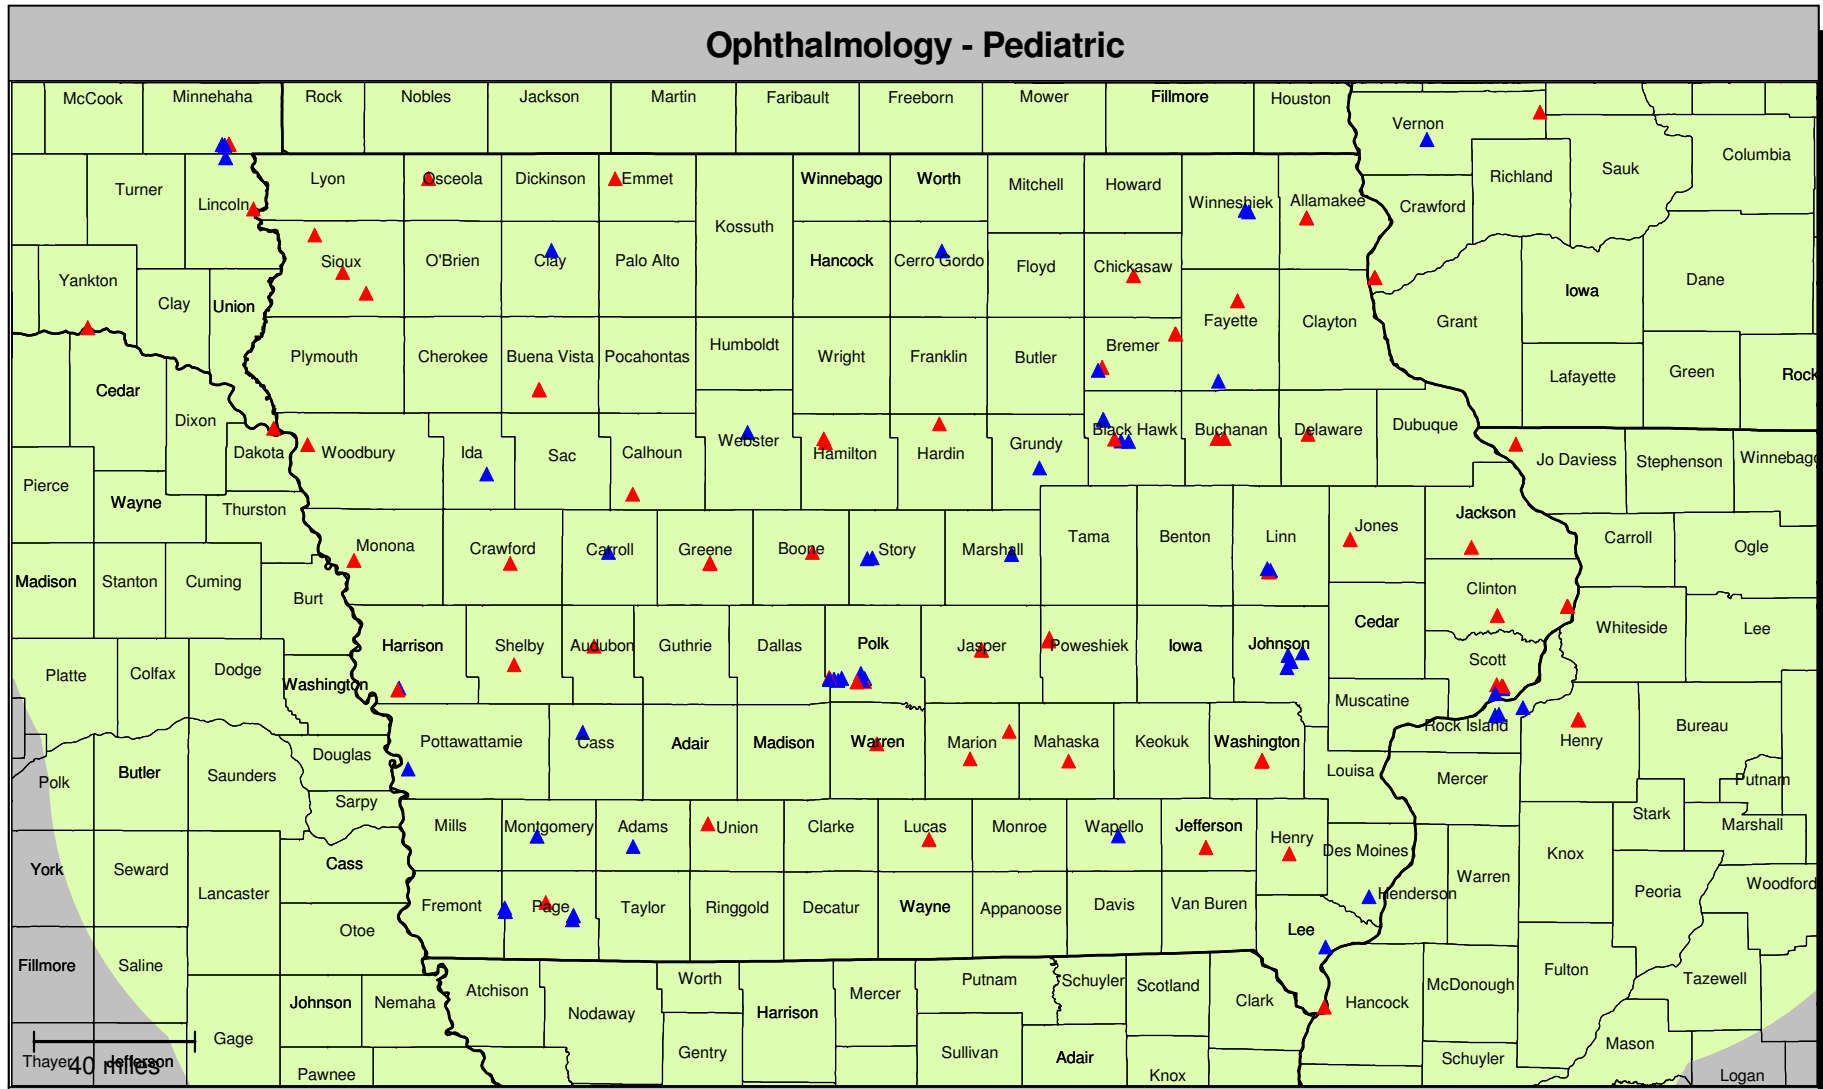 Ophthalmology - Pediatric
McCook Minnehaha Rock Nobles Jackson Martin Faribault Freeborn Mower Fillmore Houston
Vernon
Lyon Osceola Dickinson Emmet Winnebago Worth Mitchell Howard Richland Sauk Columbia
Turner Lincoln Winneshiek Allamakee Crawford
Kossuth
Yankton Sioux O'Brien Clay Palo Alto Hancock Cerro Gordo Floyd Chickasaw Dane
Clay Union Iowa
Fayette Clayton Grant
Plymouth Cherokee Buena Vista Pocahontas Humboldt Wright Franklin Butler Bremer
Cedar Lafayette Green Rock
Dixon Webster Black Hawk Buchanan Delaware Dubuque
Dakota Woodbury Ida Sac Calhoun Hamilton Hardin Grundy Jo Daviess Stephenson Winnebago
Pierce Wayne Thurston Jackson
Monona Crawford Carroll Greene Boone Story Marshall Tama Benton Linn Jones Carroll Ogle
Madison Stanton Cuming Burt Clinton
Harrison Shelby Audubon Guthrie Dallas Polk Jasper Poweshiek Iowa Johnson Cedar Whiteside Lee
Platte Colfax Dodge Washington Scott
Muscatine Rock Island Bureau
Douglas Pottawattamie Cass Adair Madison Warren Marion Mahaska Keokuk Washington Henry
Polk Butler Saunders Louisa Mercer Putnam
Sarpy Mills Montgomery Adams Union Clarke Lucas Monroe Wapello Jefferson Henry Stark Marshall
York Seward Cass Des Moines Knox
Lancaster Warren Peoria Woodford
Fremont Page Taylor Ringgold Decatur Wayne Appanoose Davis Van Buren Henderson
Otoe Lee
Fillmore Saline Atchison Worth Putnam Schuyler Scotland Fulton Tazewell
Johnson Nemaha Nodaway Harrison Mercer Clark Hancock McDonough
Gage Gentry Sullivan Adair Schuyler Mason
Thayer Jefferson Pawnee Knox Logan
40 miles